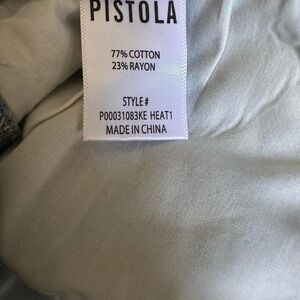 PISTOLA
77% COTTON
23% RAYON
STYLE#
P00031083KE HEAT1
MADE IN CHINA